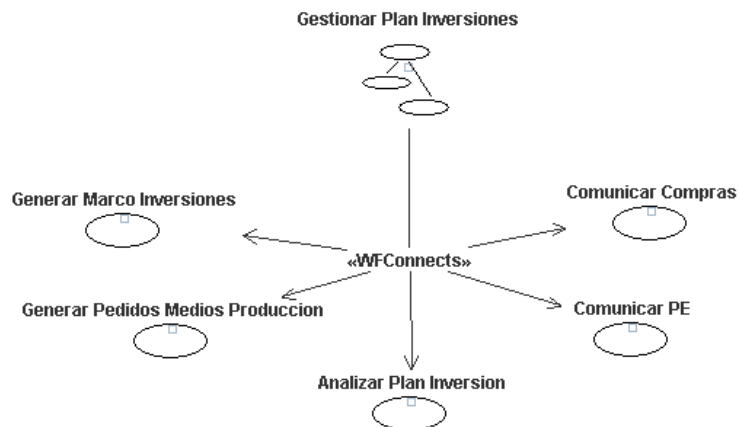 Gestionar Plan Inversiones
Generar Marco Inversiones
Comunicar Compras
«WFConnects»
Generar Pedidos Medios Produccion
Comunicar PE
Analizar Plan Inversion